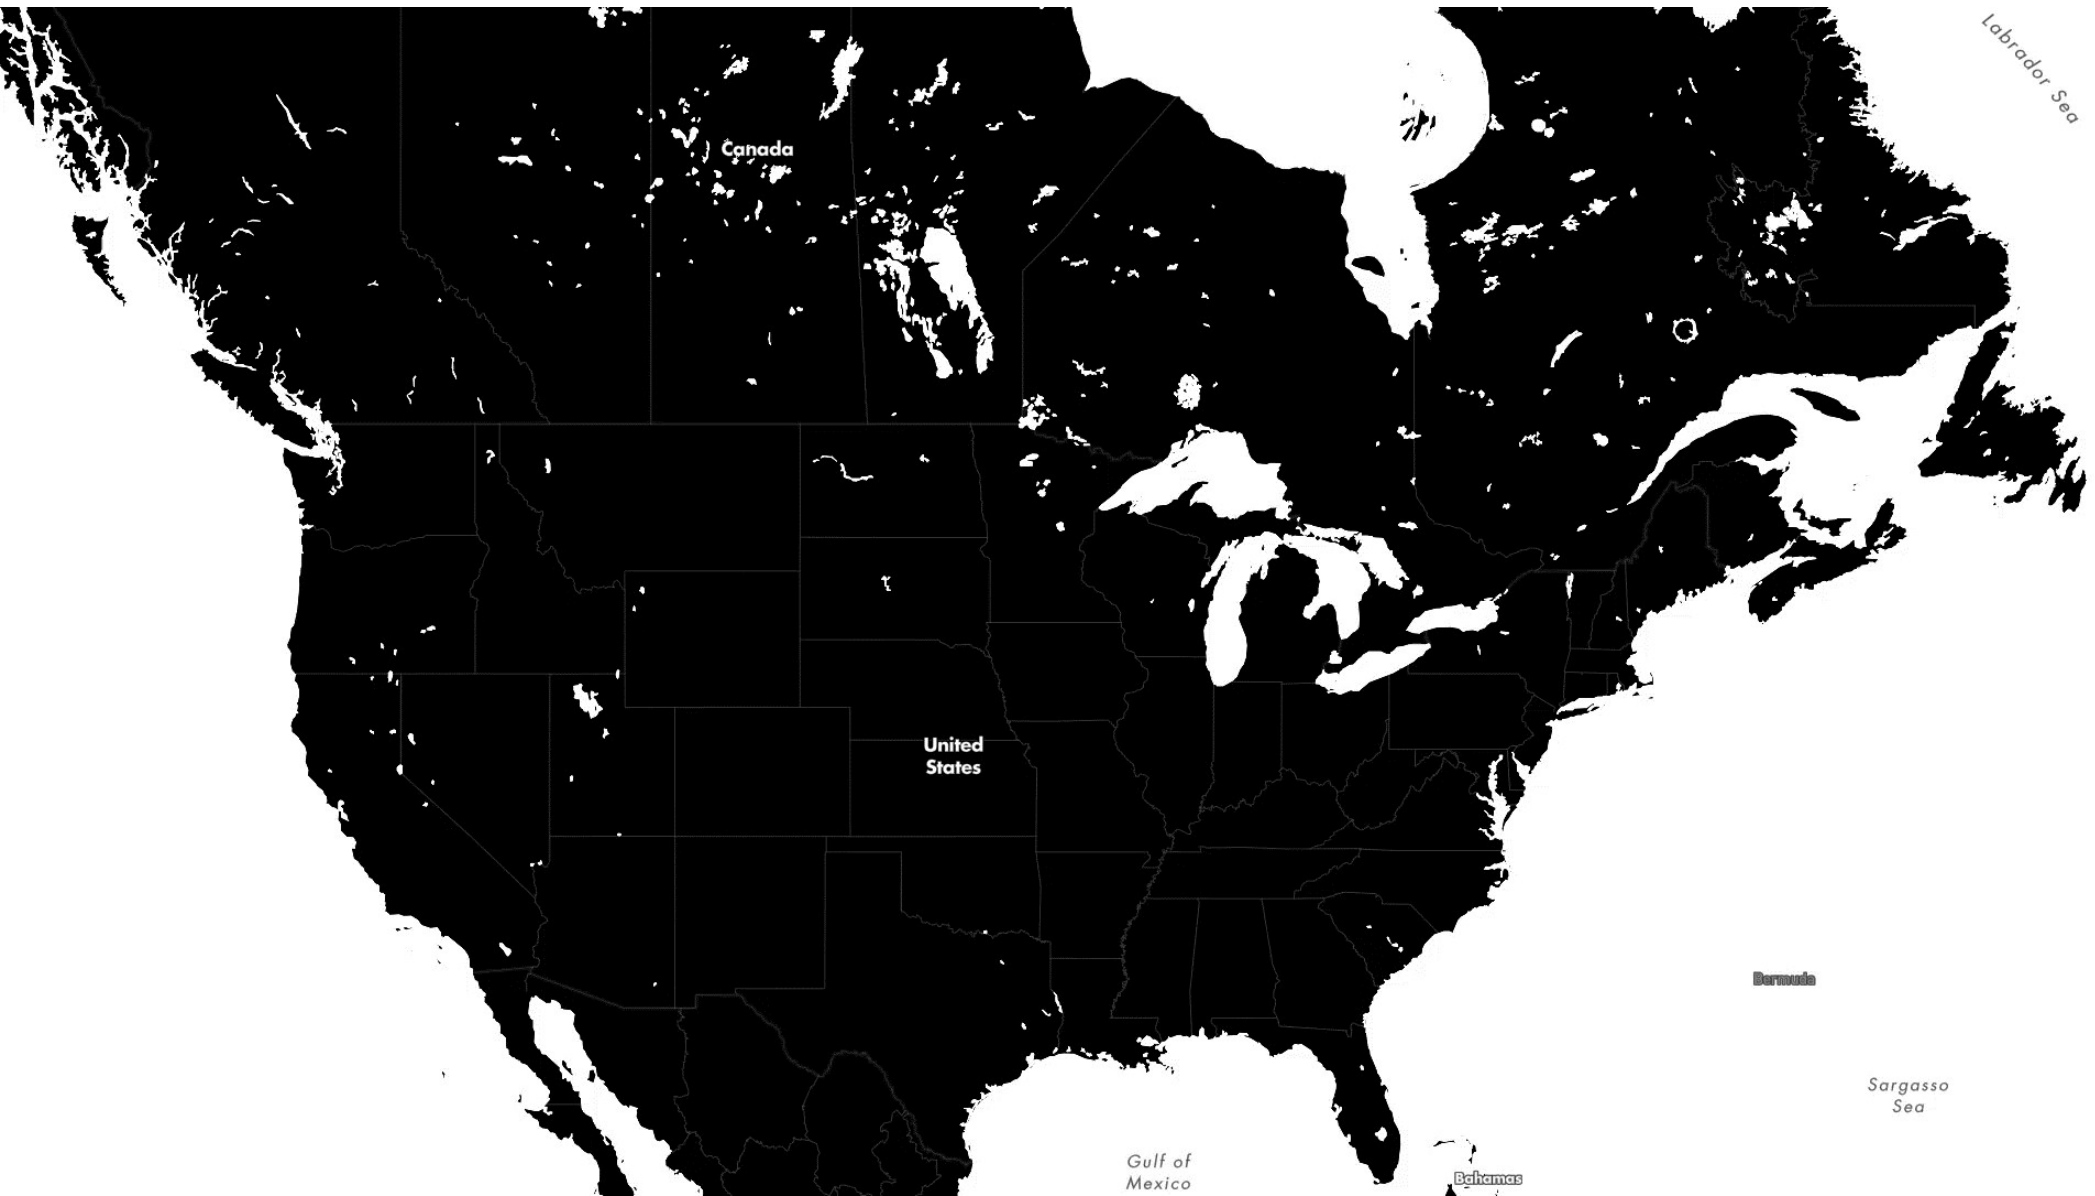 Labrador Sea
Canada
United
States
Bermuda
Sargasso
Sea
Gulf of
Mexico
Bahamas